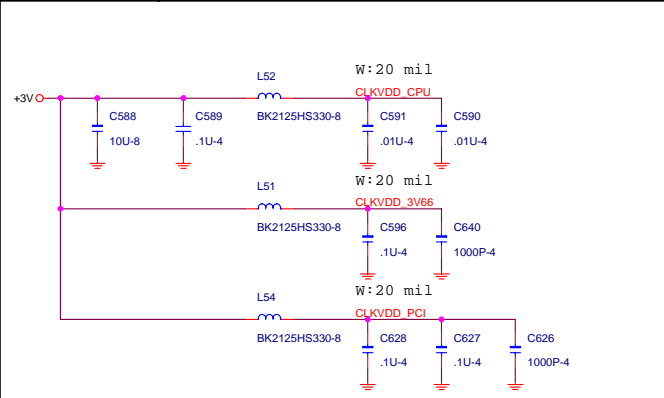 L52
W:20 mil
+3V
CLKVDD_CPU
C588
C589
BK2125HS330-8
C591
C590
10U-8
.1U-4
.01U-4
.01U-4
L51
W:20 mil
CLKVDD_3V66
BK2125HS330-8
C596
C640
.1U-4
1000P-4
L54
W:20 mil
CLKVDD_PCI
BK2125HS330-8
C628
C627
C626
.1U-4
.1U-4
1000P-4